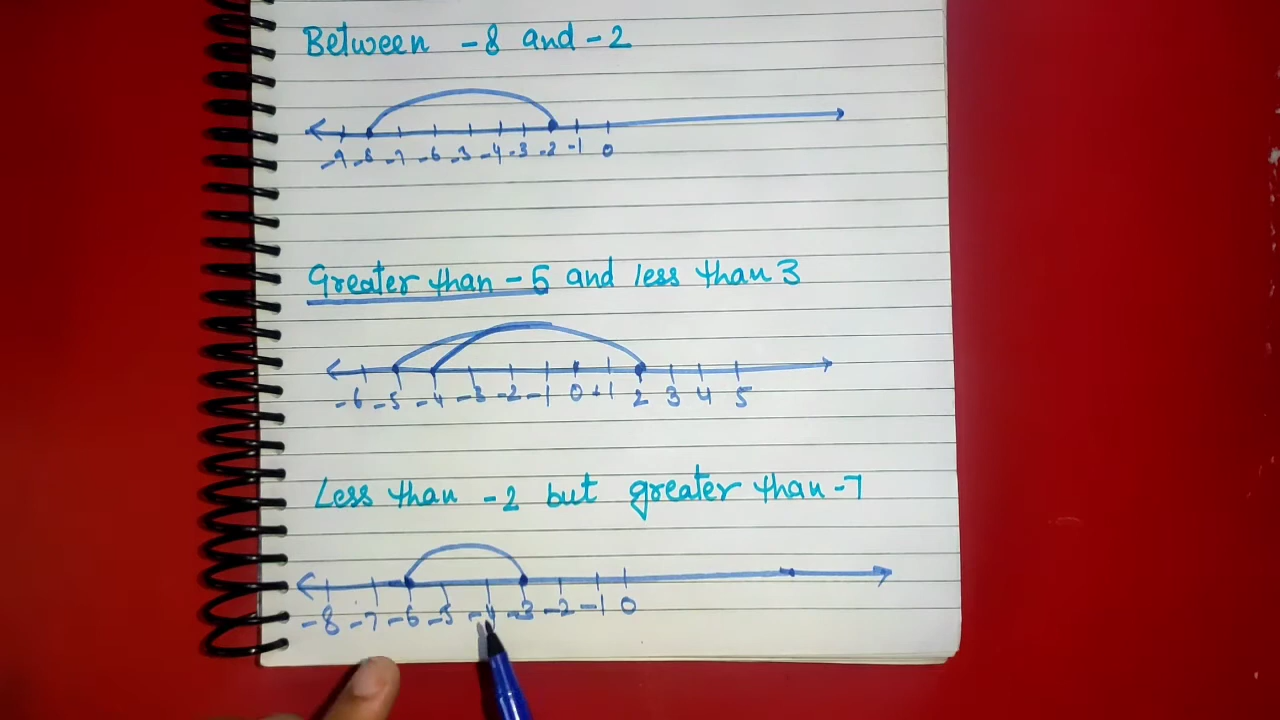 Between -8 and -2
-9 -8 -7 -6 -5 -4 -3 -2 -1 0
Greater than -5 and less than 3
-6 -5 -4 -3 -2 -1 0 +1 2 3 4 5
Less than -2 but greater than -7
-8 -7 -6 -5 -4 -3 -2 -1 0